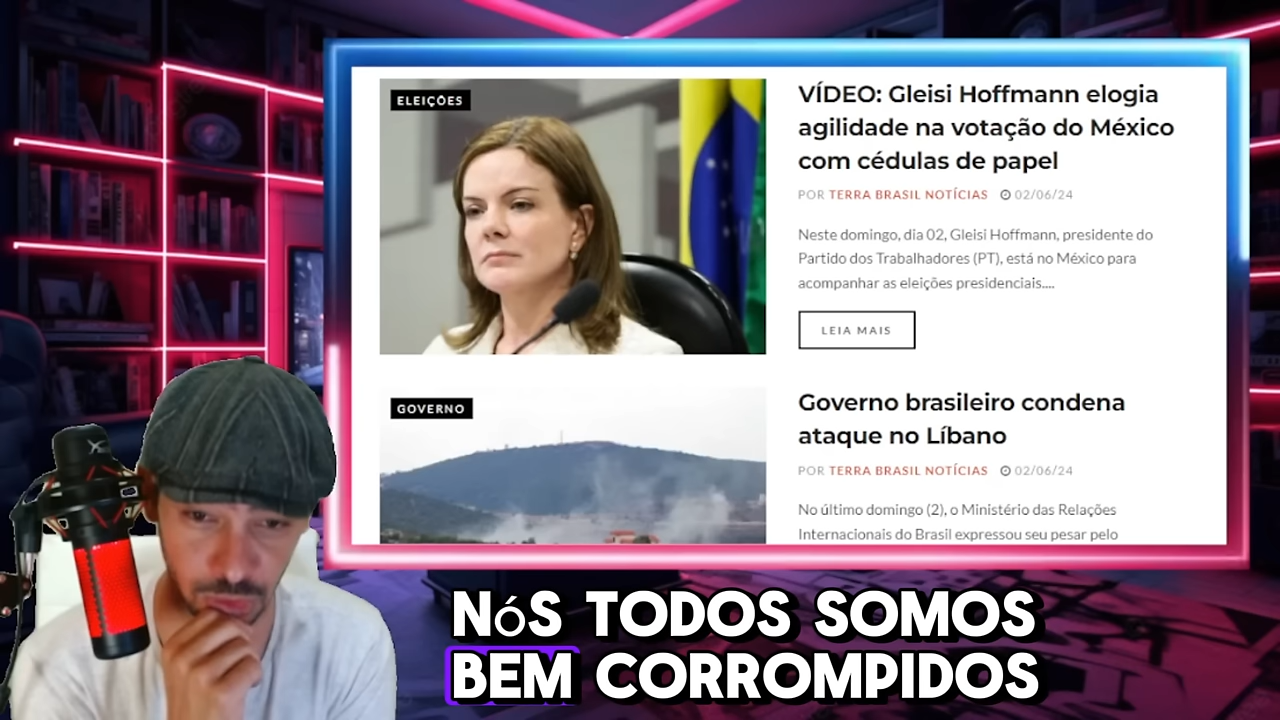 ELEIÇÕES
VÍDEO: Gleisi Hoffmann elogia
agilidade na votação do México
com cédulas de papel
POR TERRA BRASIL NOTÍCIAS 02/06/24
Neste domingo, dia 02, Gleisi Hoffmann, presidente do
Partido dos Trabalhadores (PT), está no México para
acompanhar as eleições presidenciais....
LEIA MAIS
GOVERNO
Governo brasileiro condena
ataque no Líbano
POR TERRA BRASIL NOTÍCIAS 02/06/24
No último domingo (2), o Ministério das Relações
Internacionais do Brasil expressou seu pesar pelo
NóS TODOS SOMOS
BEM CORROMPIDOS